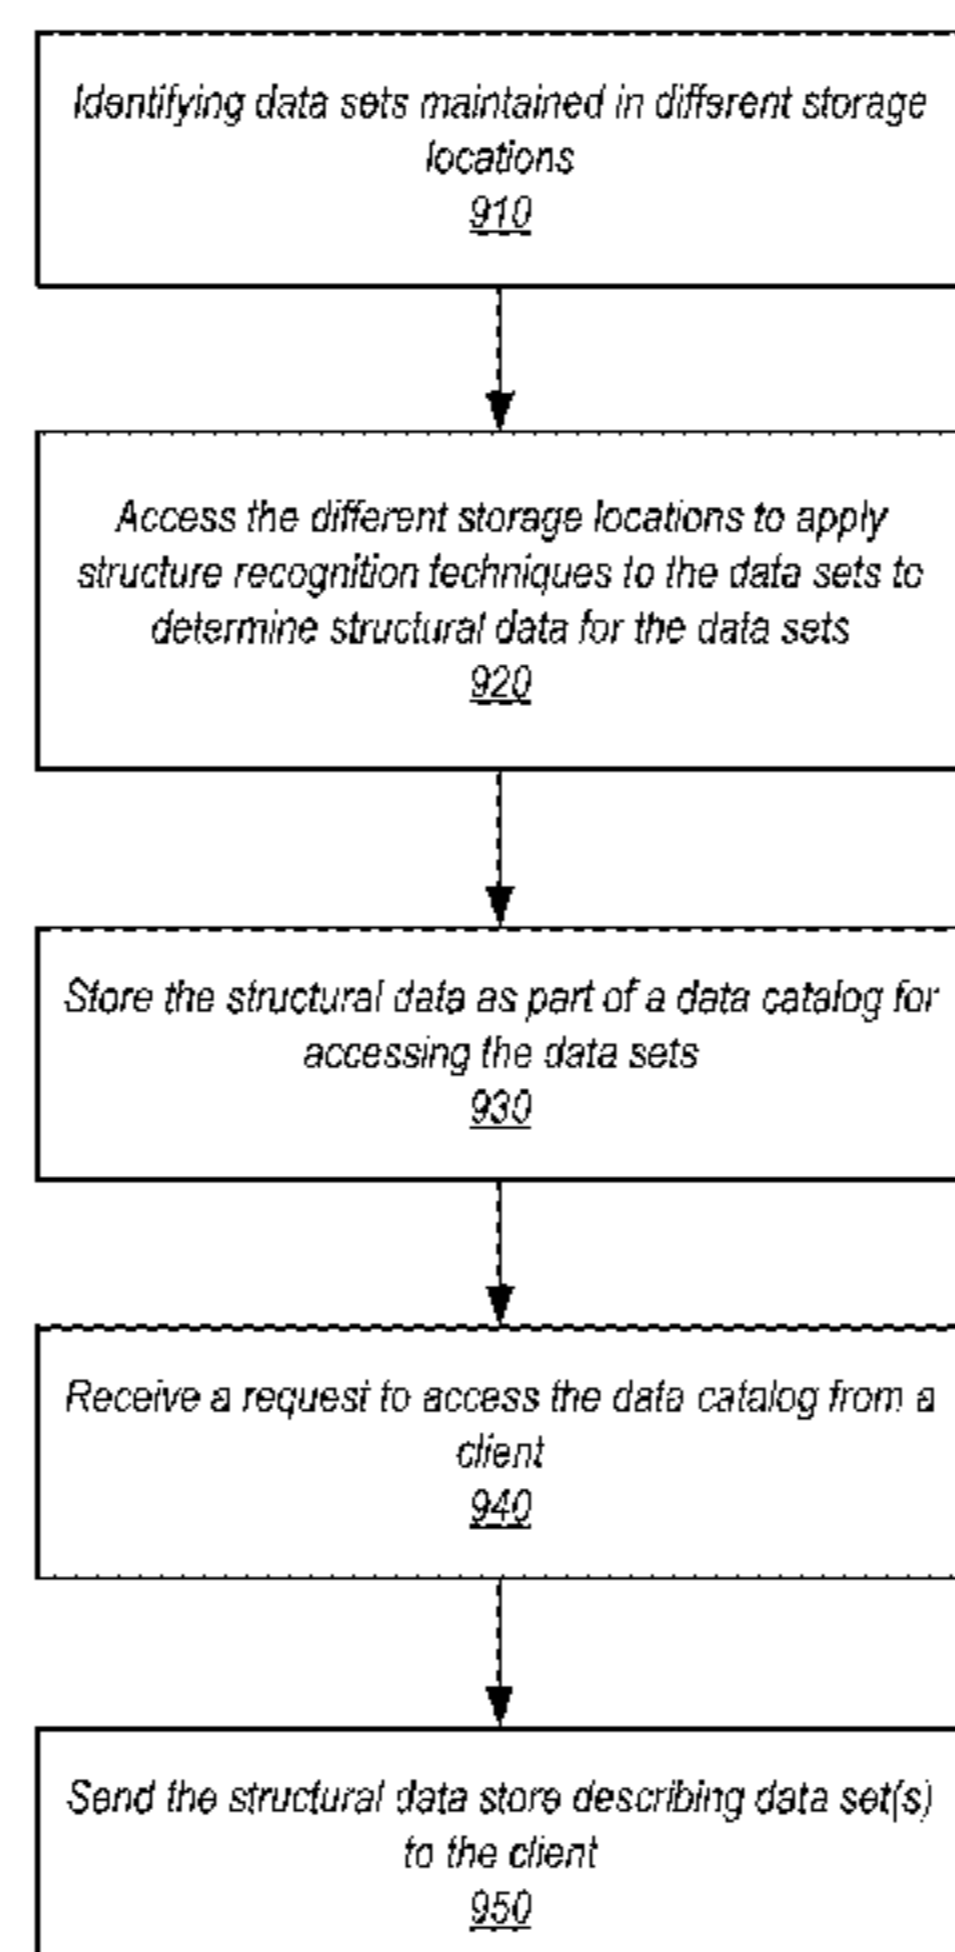 Identifying data sets maintained in different storage
locations
910
Access the different storage locations to apply
structure recognition techniques to the data sets to
determine structural data for the data sets
920
Store the structural data as part of a data catalog for
accessing the data sets
930
Receive a request to access the data catalog from a
client
940
Send the structural data store describing data set(s)
to the client
950